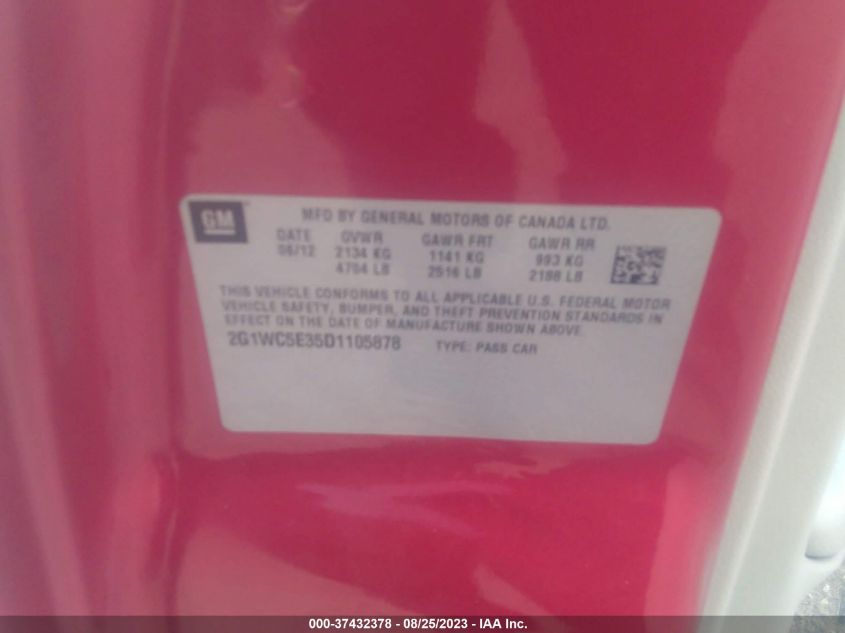 GM
MFD BY GENERAL MOTORS OF CANADA LTD.
DATE GVWR GAWR FRT GAWR RR
08/12 2134 KG 1141 KG 993 KG
4704 LB 2516 LB 2188 LB
THIS VEHICLE CONFORMS TO ALL APPLICABLE U.S. FEDERAL MOTOR
VEHICLE SAFETY, BUMPER, AND THEFT PREVENTION STANDARDS IN
EFFECT ON THE DATE OF MANUFACTURE SHOWN ABOVE.
2G1WC5E35D1105878 TYPE: PASS CAR
000-37432378 - 08/25/2023 - IAA Inc.